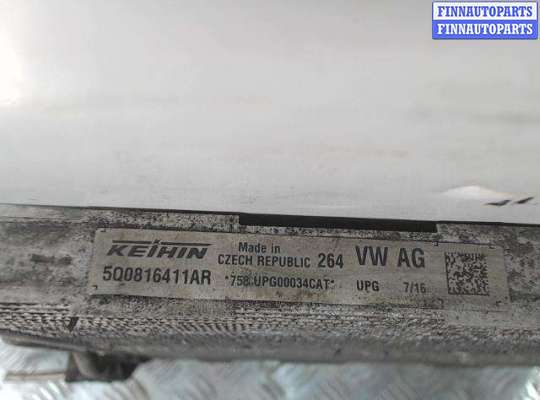 FINNAUTOPARTS
FINNAUTOPARTS
KEIHIN Made in CZECH REPUBLIC 264 VW AG
5Q0816411AR *758 UPG00034CAT* UPG 7/16